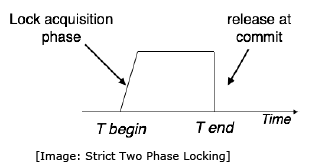 Lock acquisition
phase
release at
commit
T begin
T end
Time
[Image: Strict Two Phase Locking]